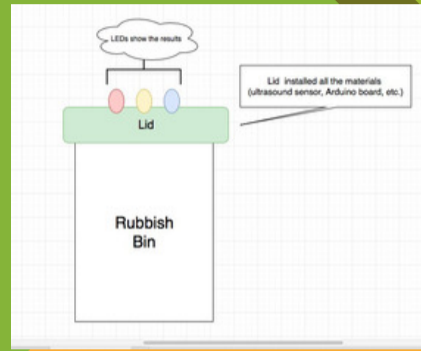 LEDs show the results
Lid installed all the materials
(ultrasound sensor, Arduino board, etc.)
Lid
Rubbish
Bin